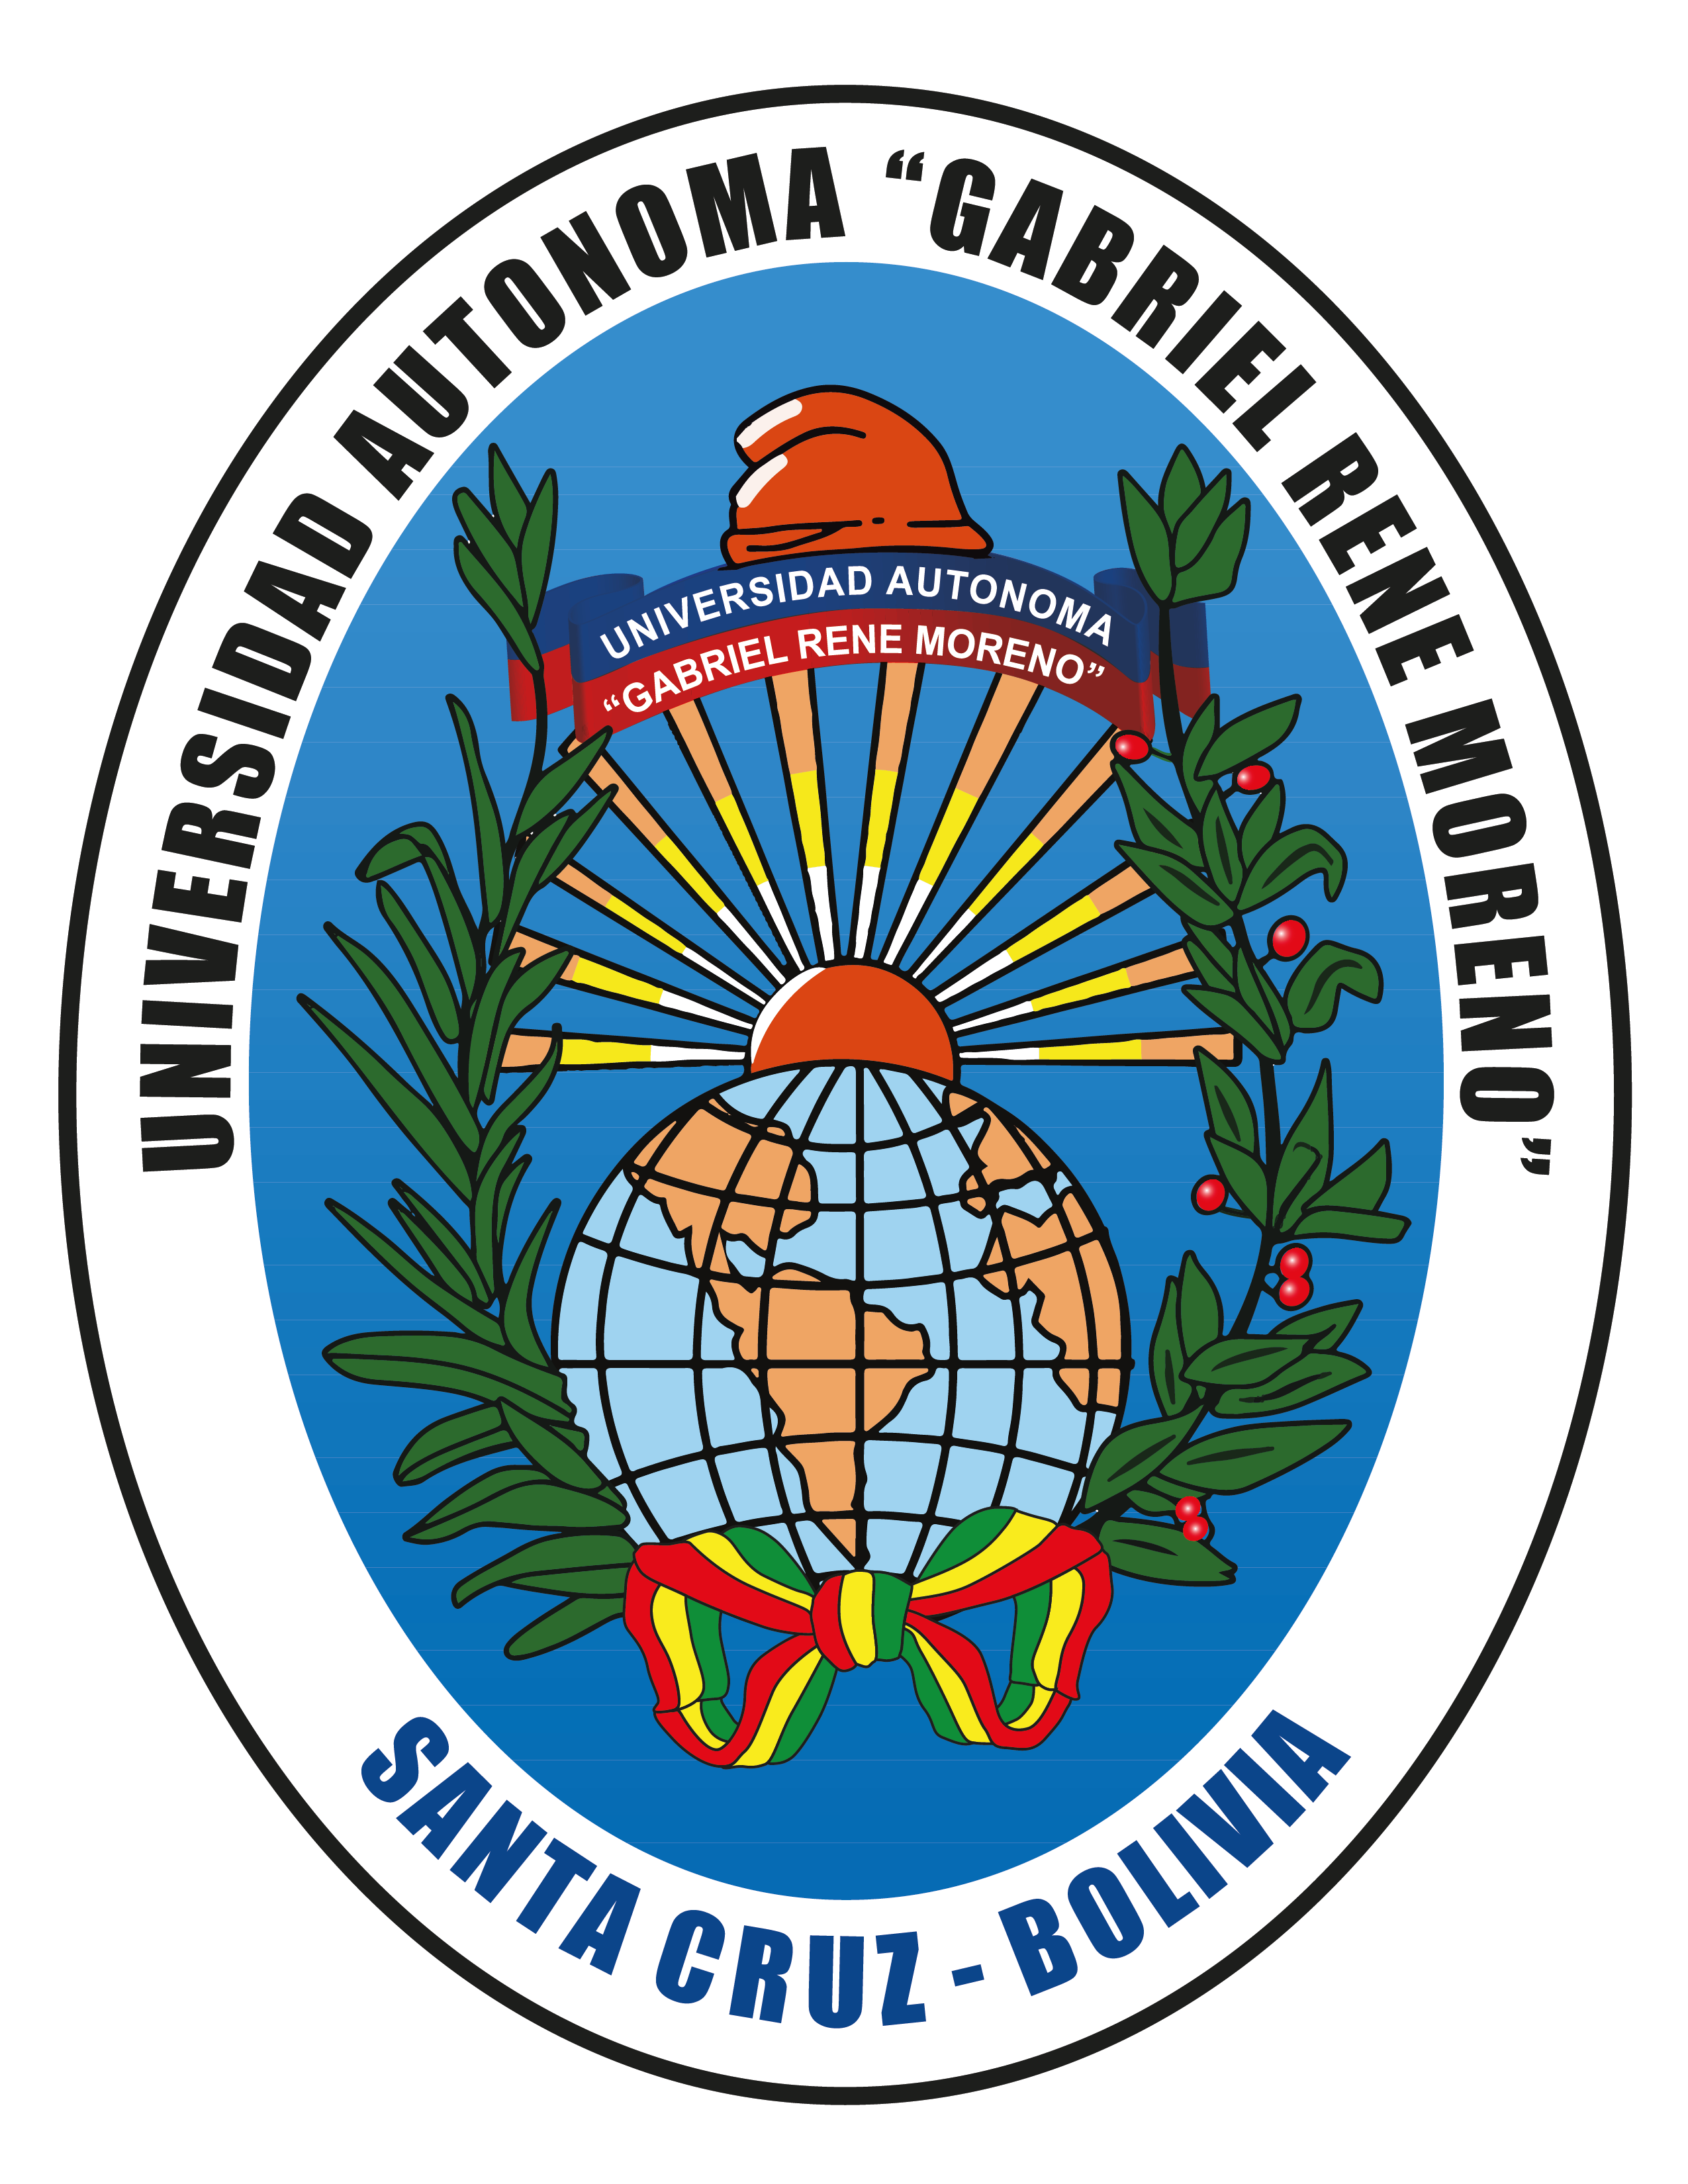 UNIVERSIDAD AUTONOMA “GABRIEL RENE MORENO”
UNIVERSIDAD AUTONOMA
“GABRIEL RENE MORENO”
SANTA CRUZ - BOLIVIA